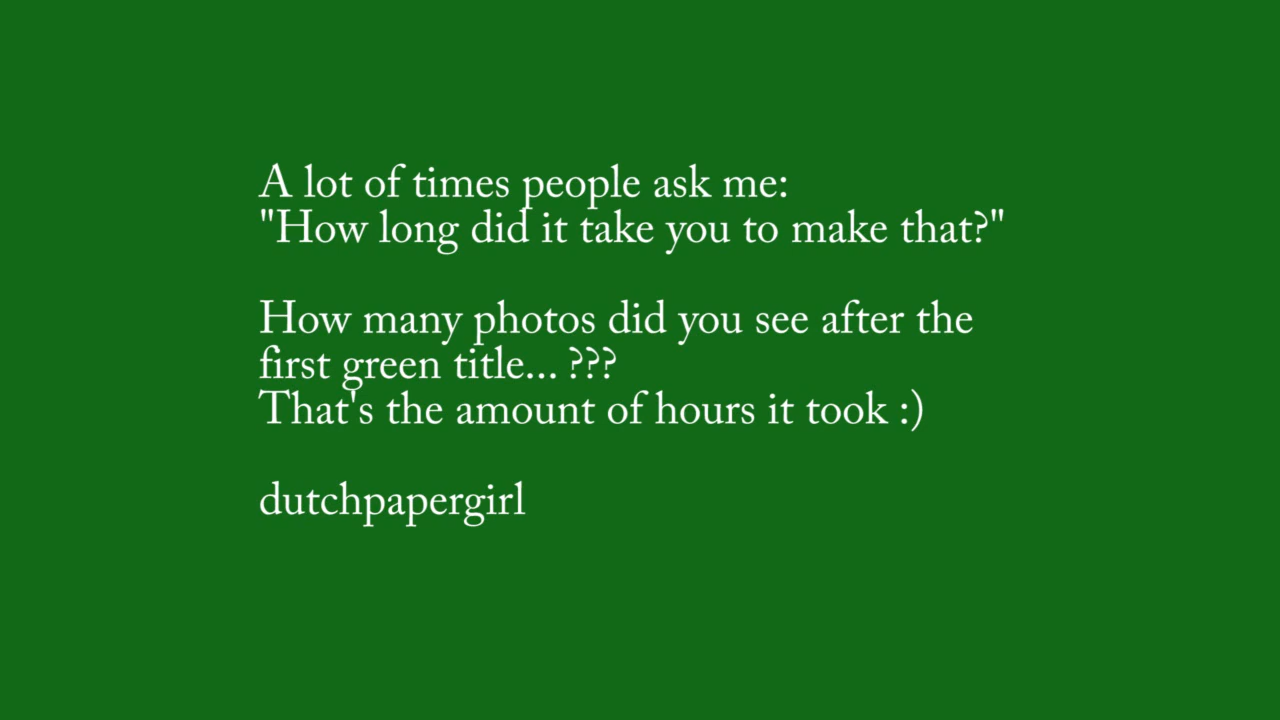 A lot of times people ask me:
"How long did it take you to make that?"
How many photos did you see after the
first green title... ???
That's the amount of hours it took :)
dutchpapergirl